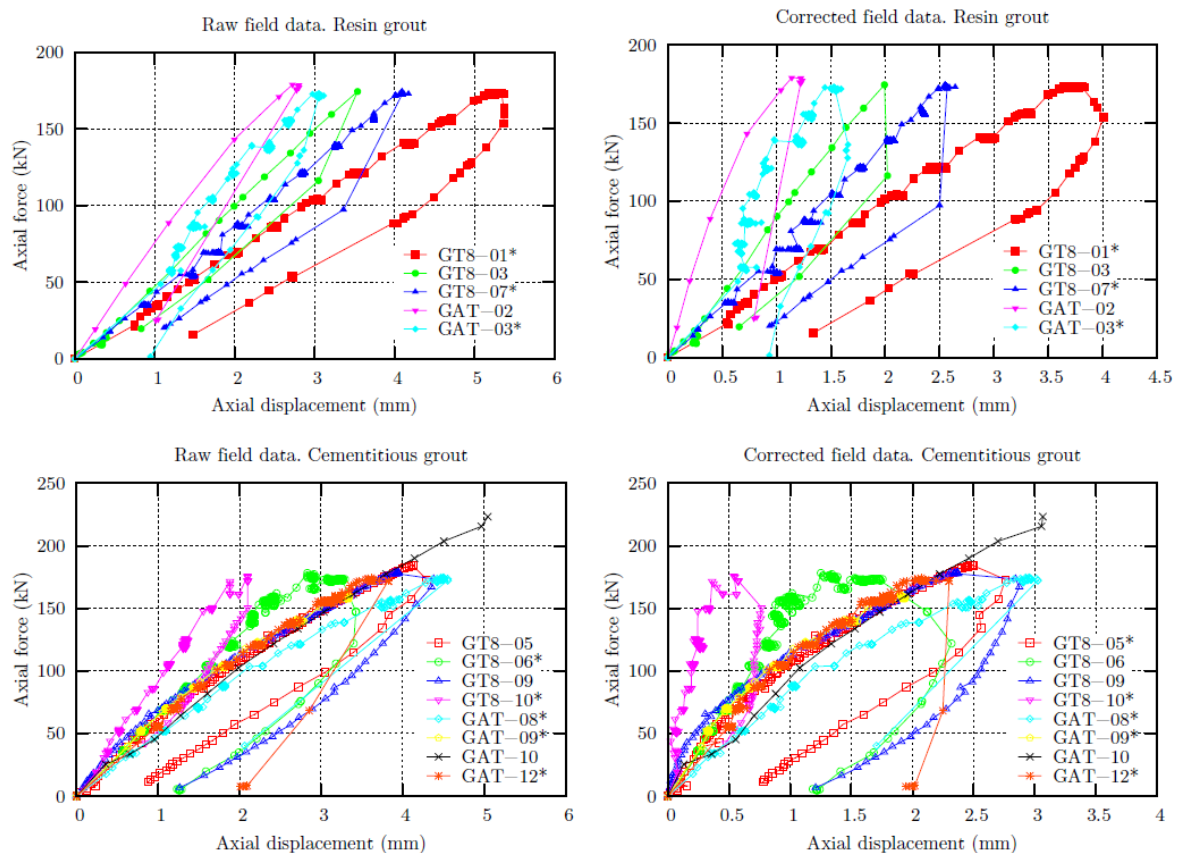 Raw field data. Resin grout
200
150
100
50
0
Axial force (kN)
0 1 2 3 4 5 6
Axial displacement (mm)
GT8−01*
GT8−03
GT8−07*
GAT−02
GAT−03*
Corrected field data. Resin grout
200
150
100
50
0
Axial force (kN)
0 0.5 1 1.5 2 2.5 3 3.5 4 4.5
Axial displacement (mm)
GT8−01*
GT8−03
GT8−07*
GAT−02
GAT−03*
Raw field data. Cementitious grout
250
200
150
100
50
0
Axial force (kN)
0 1 2 3 4 5 6
Axial displacement (mm)
GT8−05
GT8−06*
GT8−09
GT8−10*
GAT−08*
GAT−09*
GAT−10
GAT−12*
Corrected field data. Cementitious grout
250
200
150
100
50
0
Axial force (kN)
0 0.5 1 1.5 2 2.5 3 3.5 4
Axial displacement (mm)
GT8−05*
GT8−06
GT8−09
GT8−10*
GAT−08*
GAT−09*
GAT−10
GAT−12*